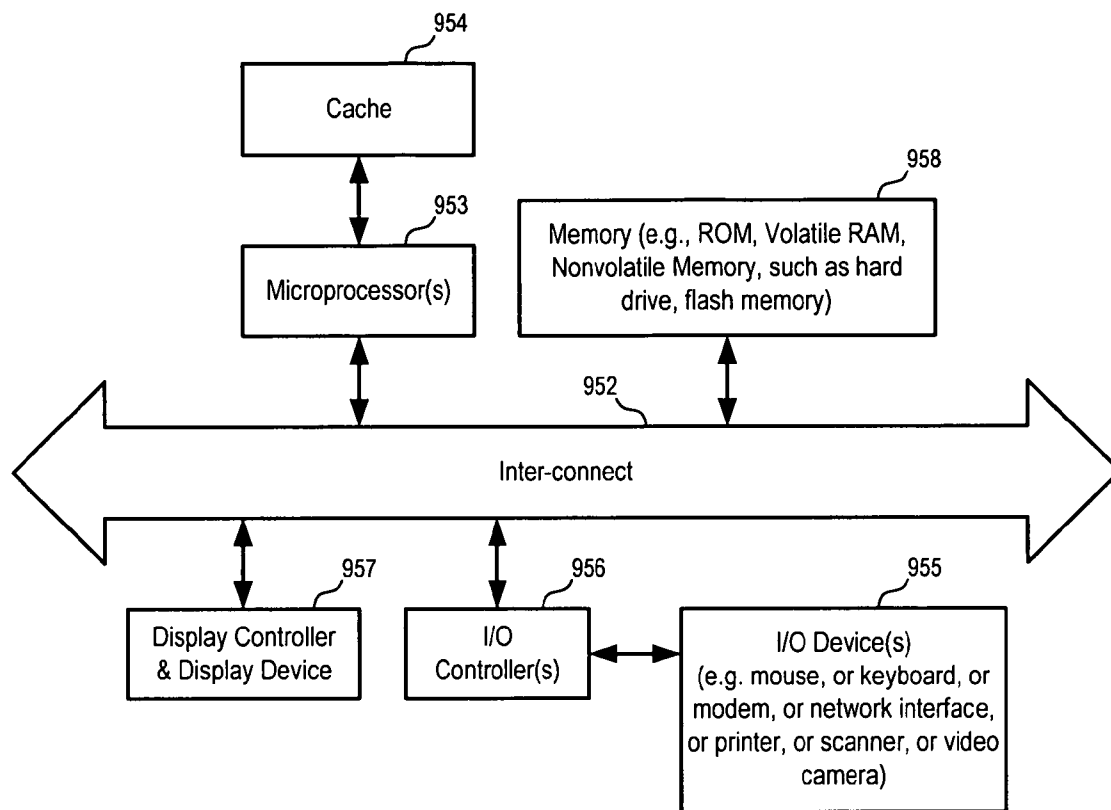 954
Cache
958
953
Memory (e.g., ROM, Volatile RAM,
Nonvolatile Memory, such as hard
drive, flash memory)
Microprocessor(s)
952
Inter-connect
957
956
955
Display Controller
& Display Device
I/O
Controller(s)
I/O Device(s)
(e.g. mouse, or keyboard, or
modem, or network interface,
or printer, or scanner, or video
camera)